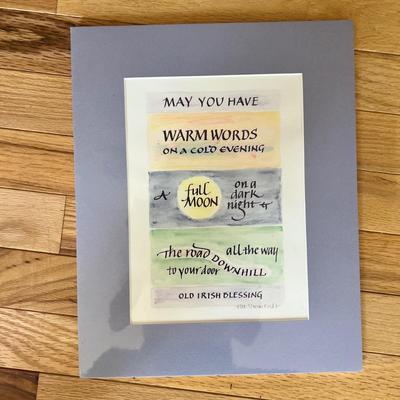 MAY YOU HAVE
WARM WORDS
ON A COLD EVENING
A full MOON on a dark night &
The road DOWNHILL all the way
to your door
OLD IRISH BLESSING